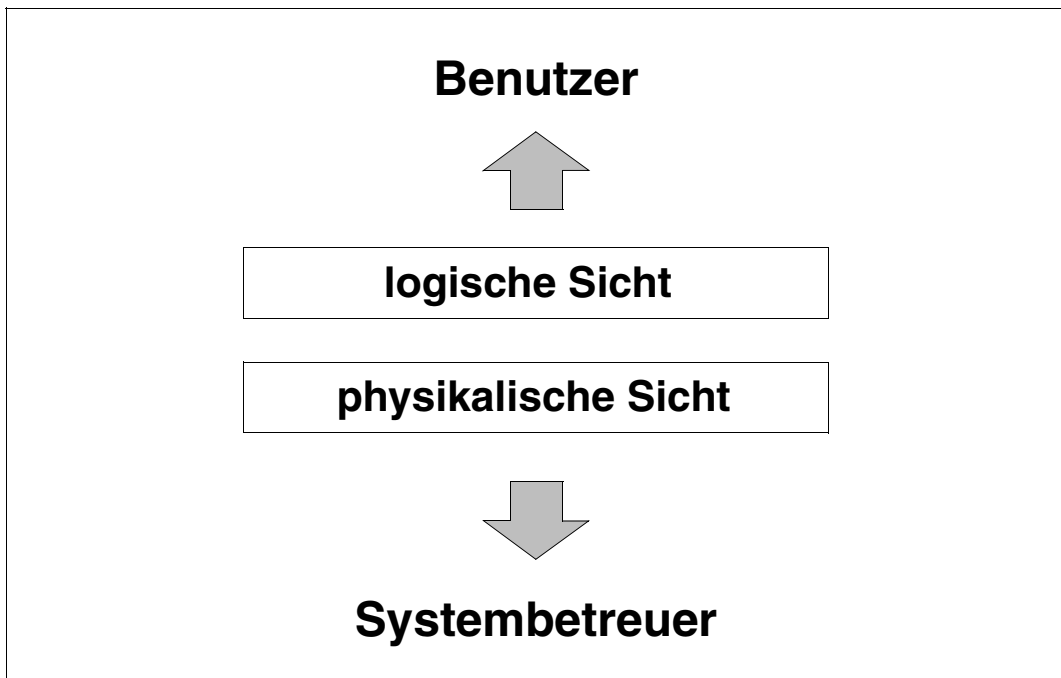 Benutzer
logische Sicht
physikalische Sicht
Systembetreuer